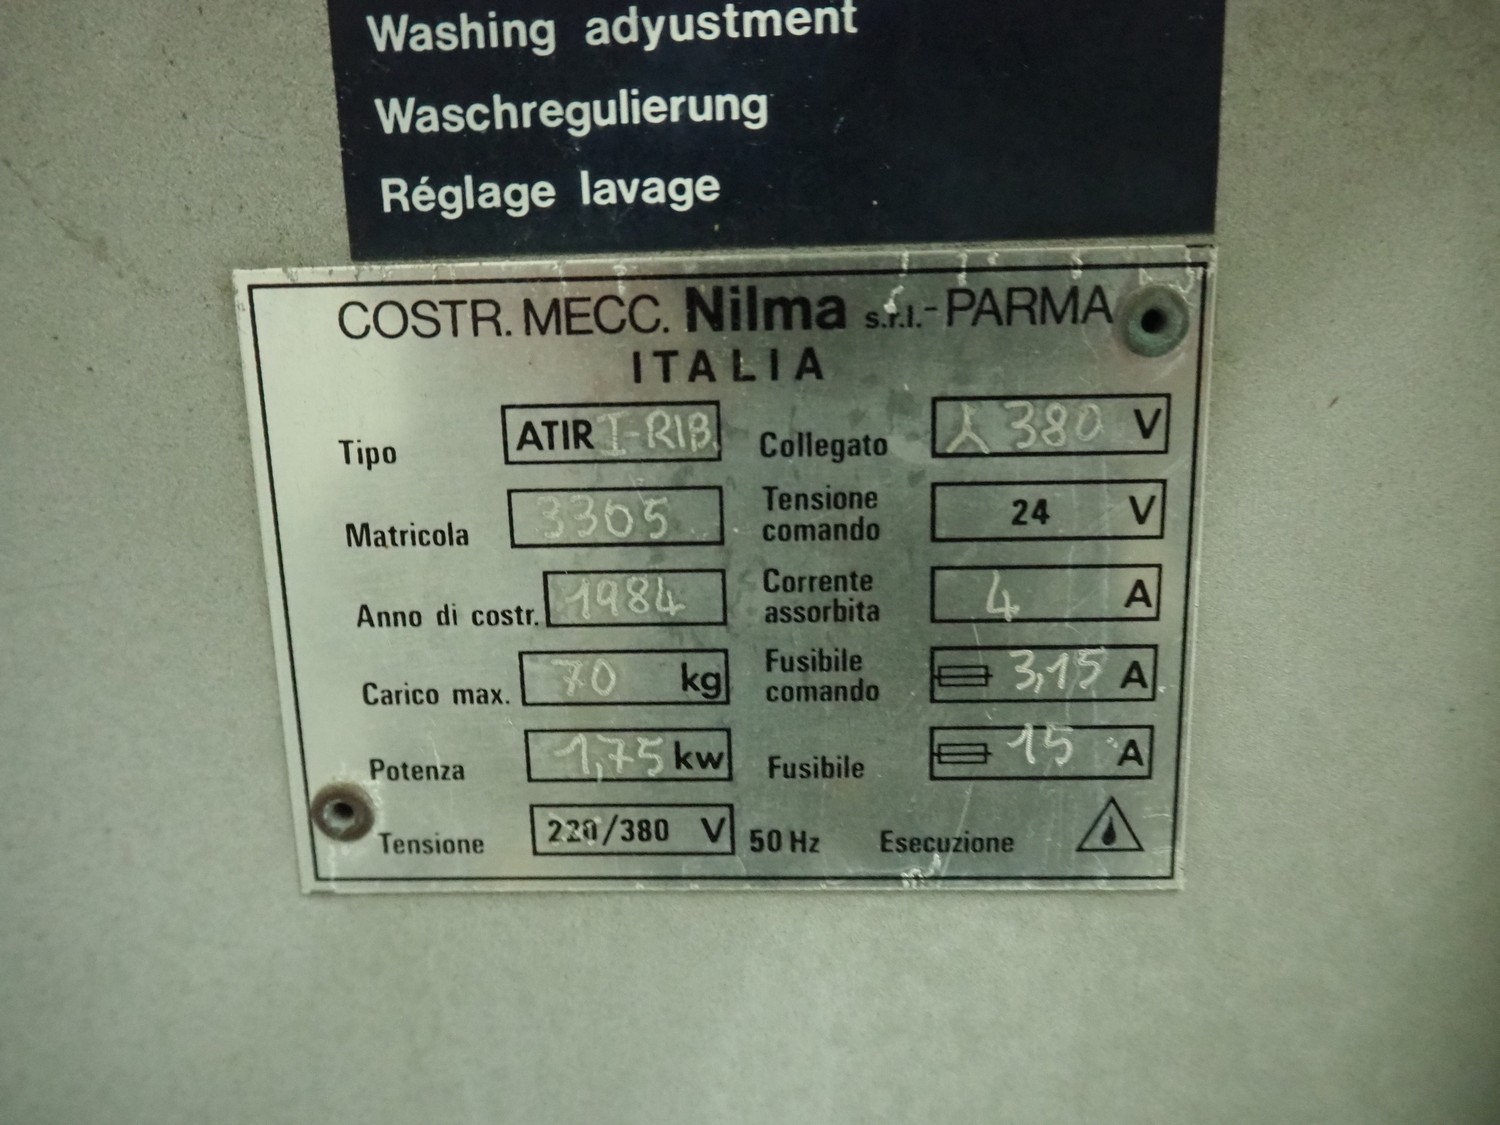 Washing adyustment
Waschregulierung
Réglage lavage
COSTR. MECC. Nilma s.r.l. - PARMA
ITALIA
Tipo ATIR I-RIB.
Matricola 3365
Anno di costr. 1984
Carico max. 70 kg
Potenza 1,75 kw
Tensione 220/380 V 50 Hz
Collegato 380 V
Tensione comando 24 V
Corrente assorbita 4 A
Fusibile comando 3,15 A
Fusibile 15 A
Esecuzione